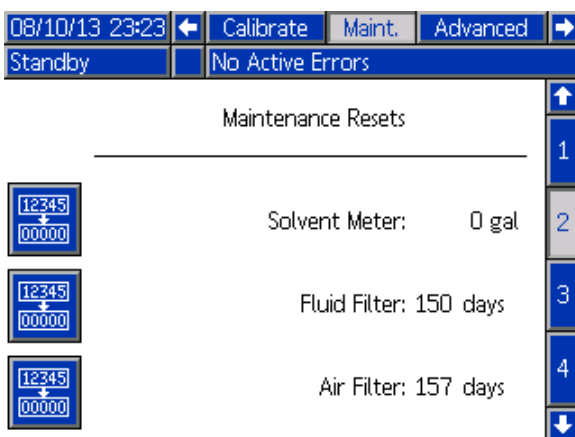 08/10/13 23:23 Calibrate Maint. Advanced
Standby No Active Errors
Maintenance Resets
1
12345
00000
Solvent Meter: 0 gal
2
12345
00000
Fluid Filter: 150 days
3
12345
00000
Air Filter: 157 days
4